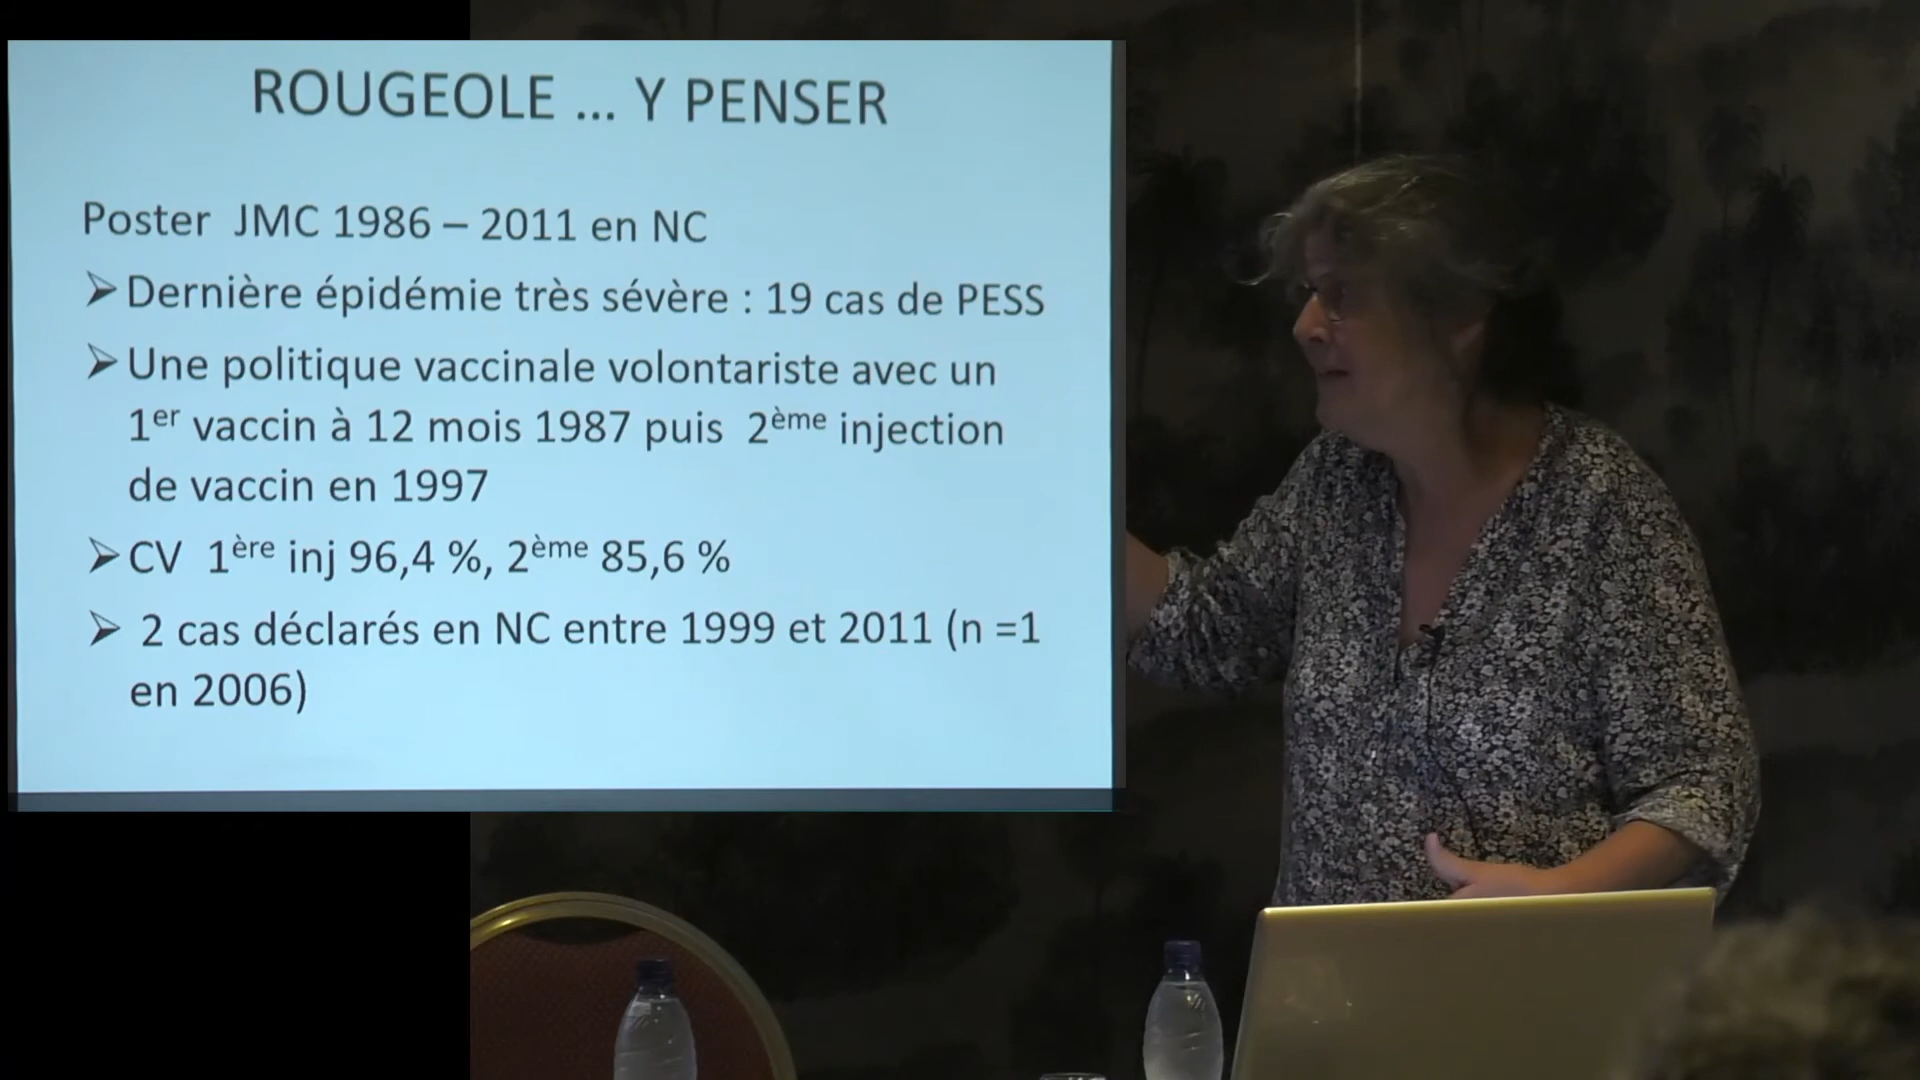 ROUGEOLE ... Y PENSER
Poster JMC 1986 – 2011 en NC
➢ Dernière épidémie très sévère : 19 cas de PESS
➢ Une politique vaccinale volontariste avec un
1er vaccin à 12 mois 1987 puis 2ème injection
de vaccin en 1997
➢ CV 1ère inj 96,4 %, 2ème 85,6 %
➢ 2 cas déclarés en NC entre 1999 et 2011 (n =1
en 2006)